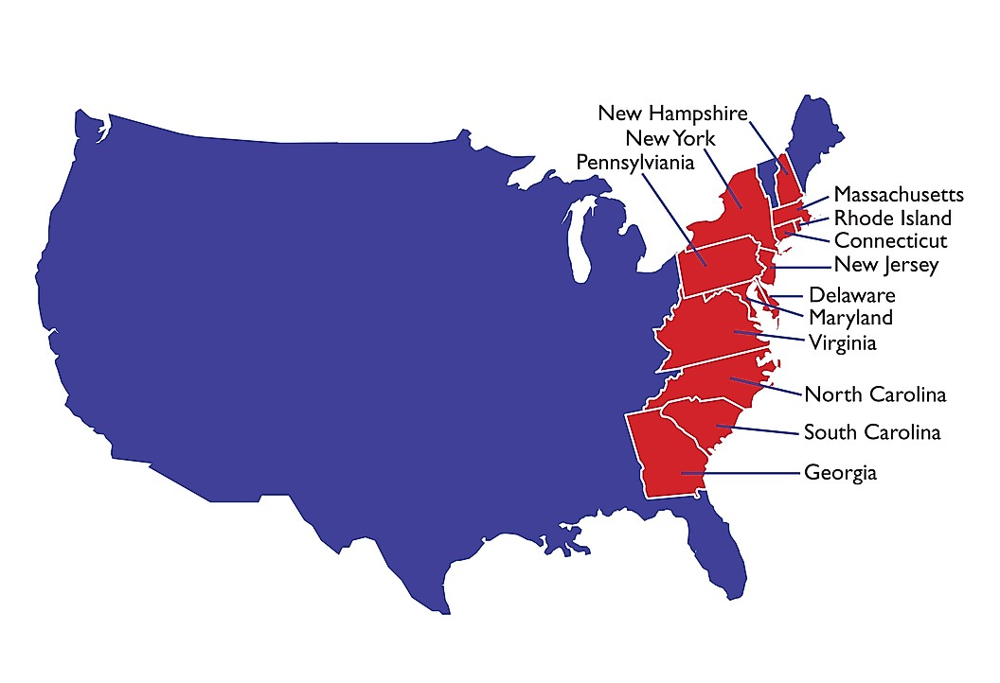 New Hampshire
New York
Pennsylviania
Massachusetts
Rhode Island
Connecticut
New Jersey
Delaware
Maryland
Virginia
North Carolina
South Carolina
Georgia